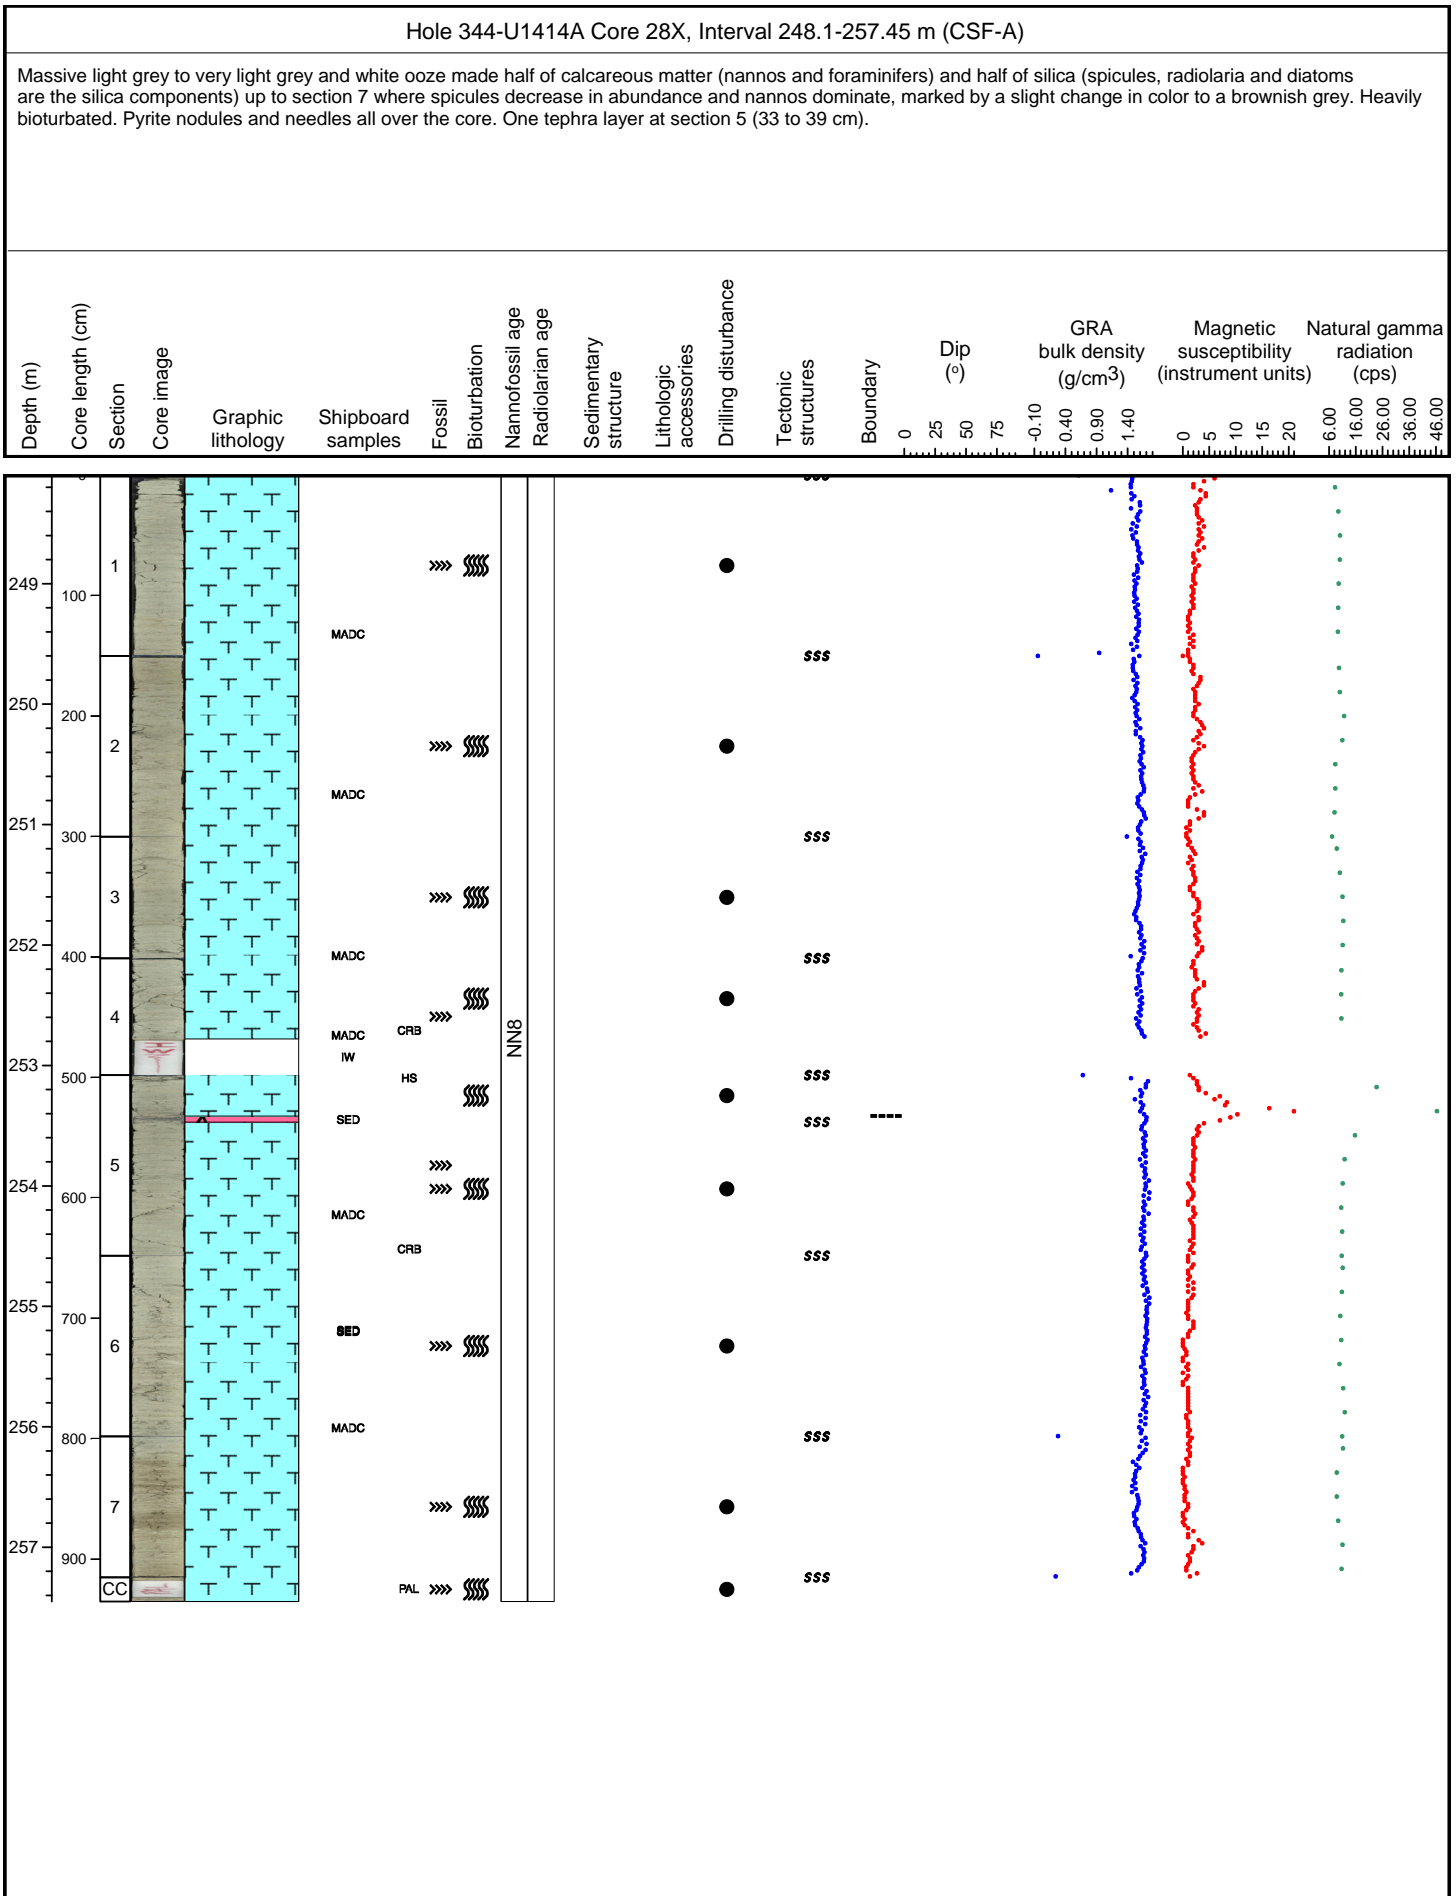 Hole 344-U1414A Core 28X, Interval 248.1-257.45 m (CSF-A)
Massive light grey to very light grey and white ooze made half of calcareous matter (nannos and foraminifers) and half of silica (spicules, radiolaria and diatoms
are the silica components) up to section 7 where spicules decrease in abundance and nannos dominate, marked by a slight change in color to a brownish grey. Heavily
bioturbated. Pyrite nodules and needles all over the core. One tephra layer at section 5 (33 to 39 cm).
Depth (m)
Core length (cm)
Section
Core image
Graphic
lithology
Shipboard
samples
Fossil
Bioturbation
Nannofossil age
Radiolarian age
Sedimentary
structure
Lithologic
accessories
Drilling disturbance
Tectonic
structures
Boundary
Dip
(°)
0 25 50 75
GRA
bulk density
(g/cm3)
-0.10 0.40 0.90 1.40
Magnetic
susceptibility
(instrument units)
0 5 10 15 20
Natural gamma
radiation
(cps)
6.00 16.00 26.00 36.00 46.00
sss
1
249
100
MADC
sss
250
200
2
MADC
251
300
sss
3
252
400
MADC
sss
4
MADC CRB
IW
NN8
253
500
HS
sss
SED
sss
5
254
600
MADC
CRB
sss
255
700
SED
6
256
800
MADC
sss
7
257
900
sss
CC
PAL